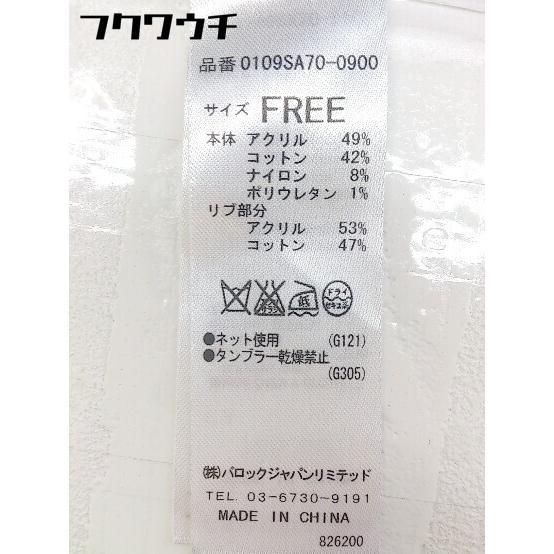 フクワウチ
品番 0109SA70-0900
サイズ FREE
本体 アクリル 49%
コットン 42%
ナイロン 8%
ポリウレタン 1%
リブ部分
アクリル 53%
コットン 47%
低 ドライ セキユ系
●ネット使用 (G121)
●タンブラー乾燥禁止
(G305)
㈱バロックジャパンリミテッド
TEL. 03-6730-9191
MADE IN CHINA
826200